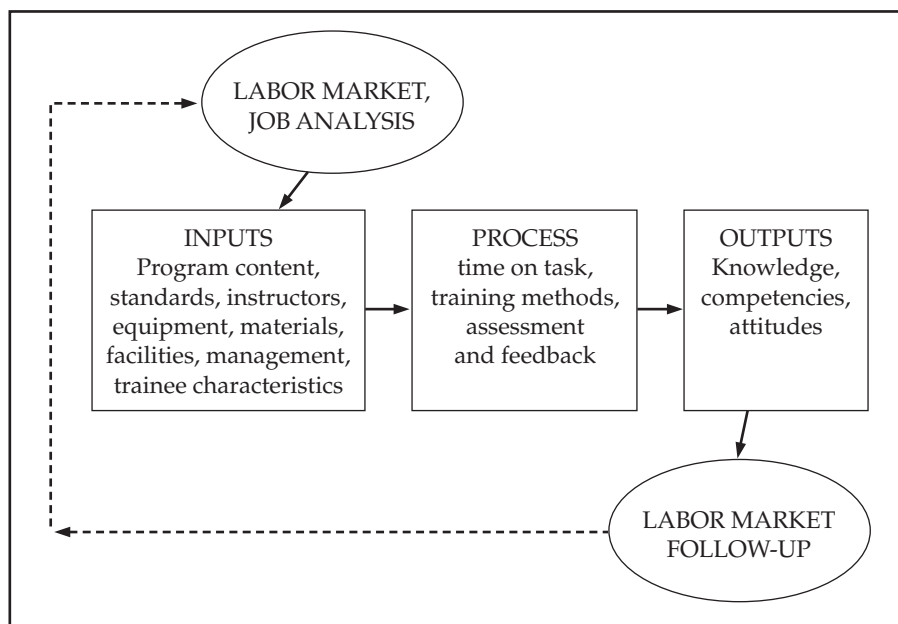 LABOR MARKET,
JOB ANALYSIS
INPUTS
Program content,
standards, instructors,
equipment, materials,
facilities, management,
trainee characteristics
PROCESS
time on task,
training methods,
assessment
and feedback
OUTPUTS
Knowledge,
competencies,
attitudes
LABOR MARKET
FOLLOW-UP